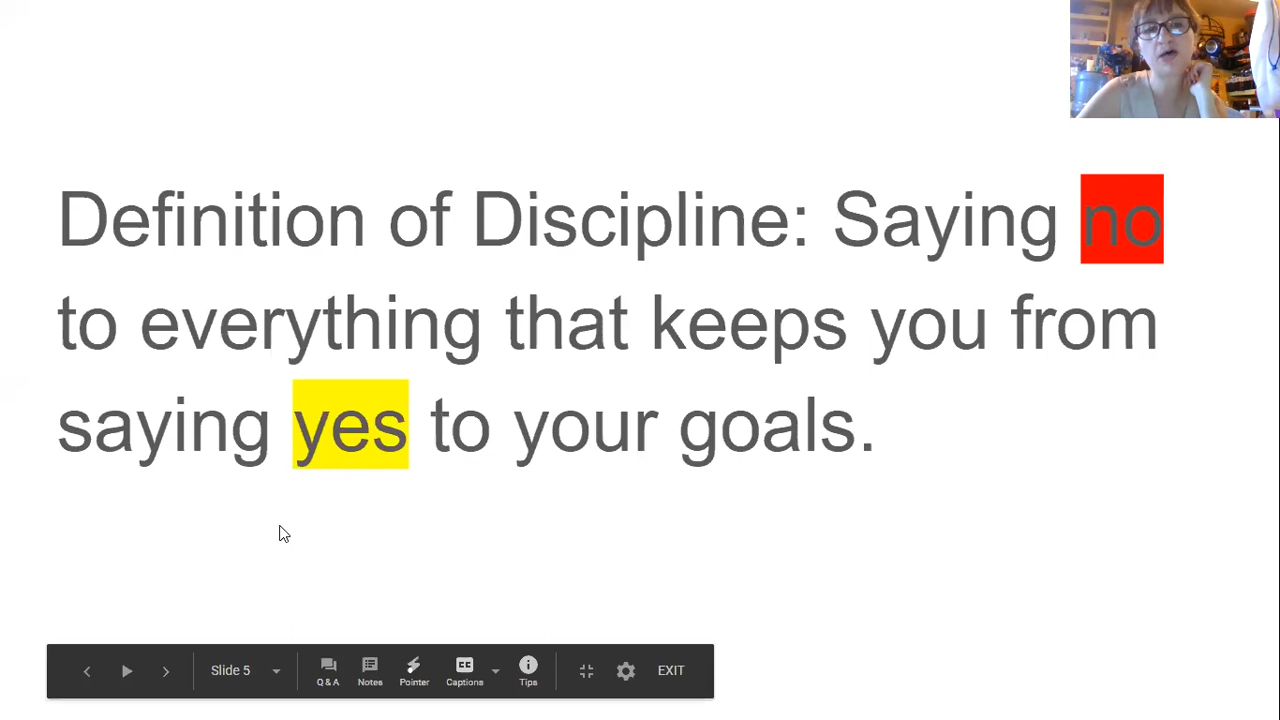 Definition of Discipline: Saying no
to everything that keeps you from
saying yes to your goals.
Slide 5
Q & A
Notes
Pointer
CC
Captions
Tips
EXIT